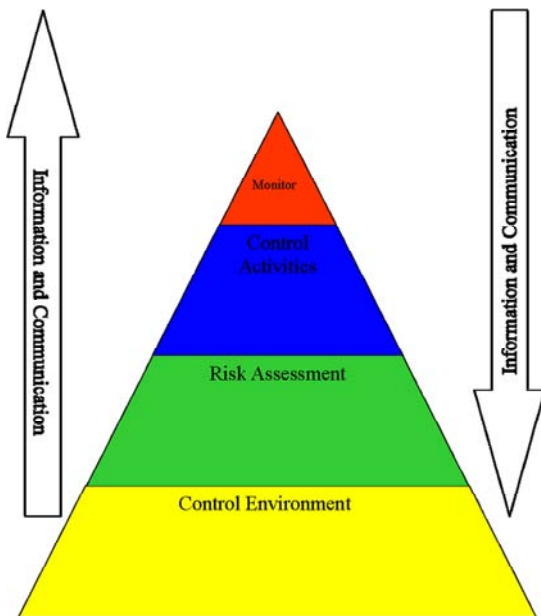 Information and Communication
Monitor
Control
Activities
Risk Assessment
Control Environment
Information and Communication